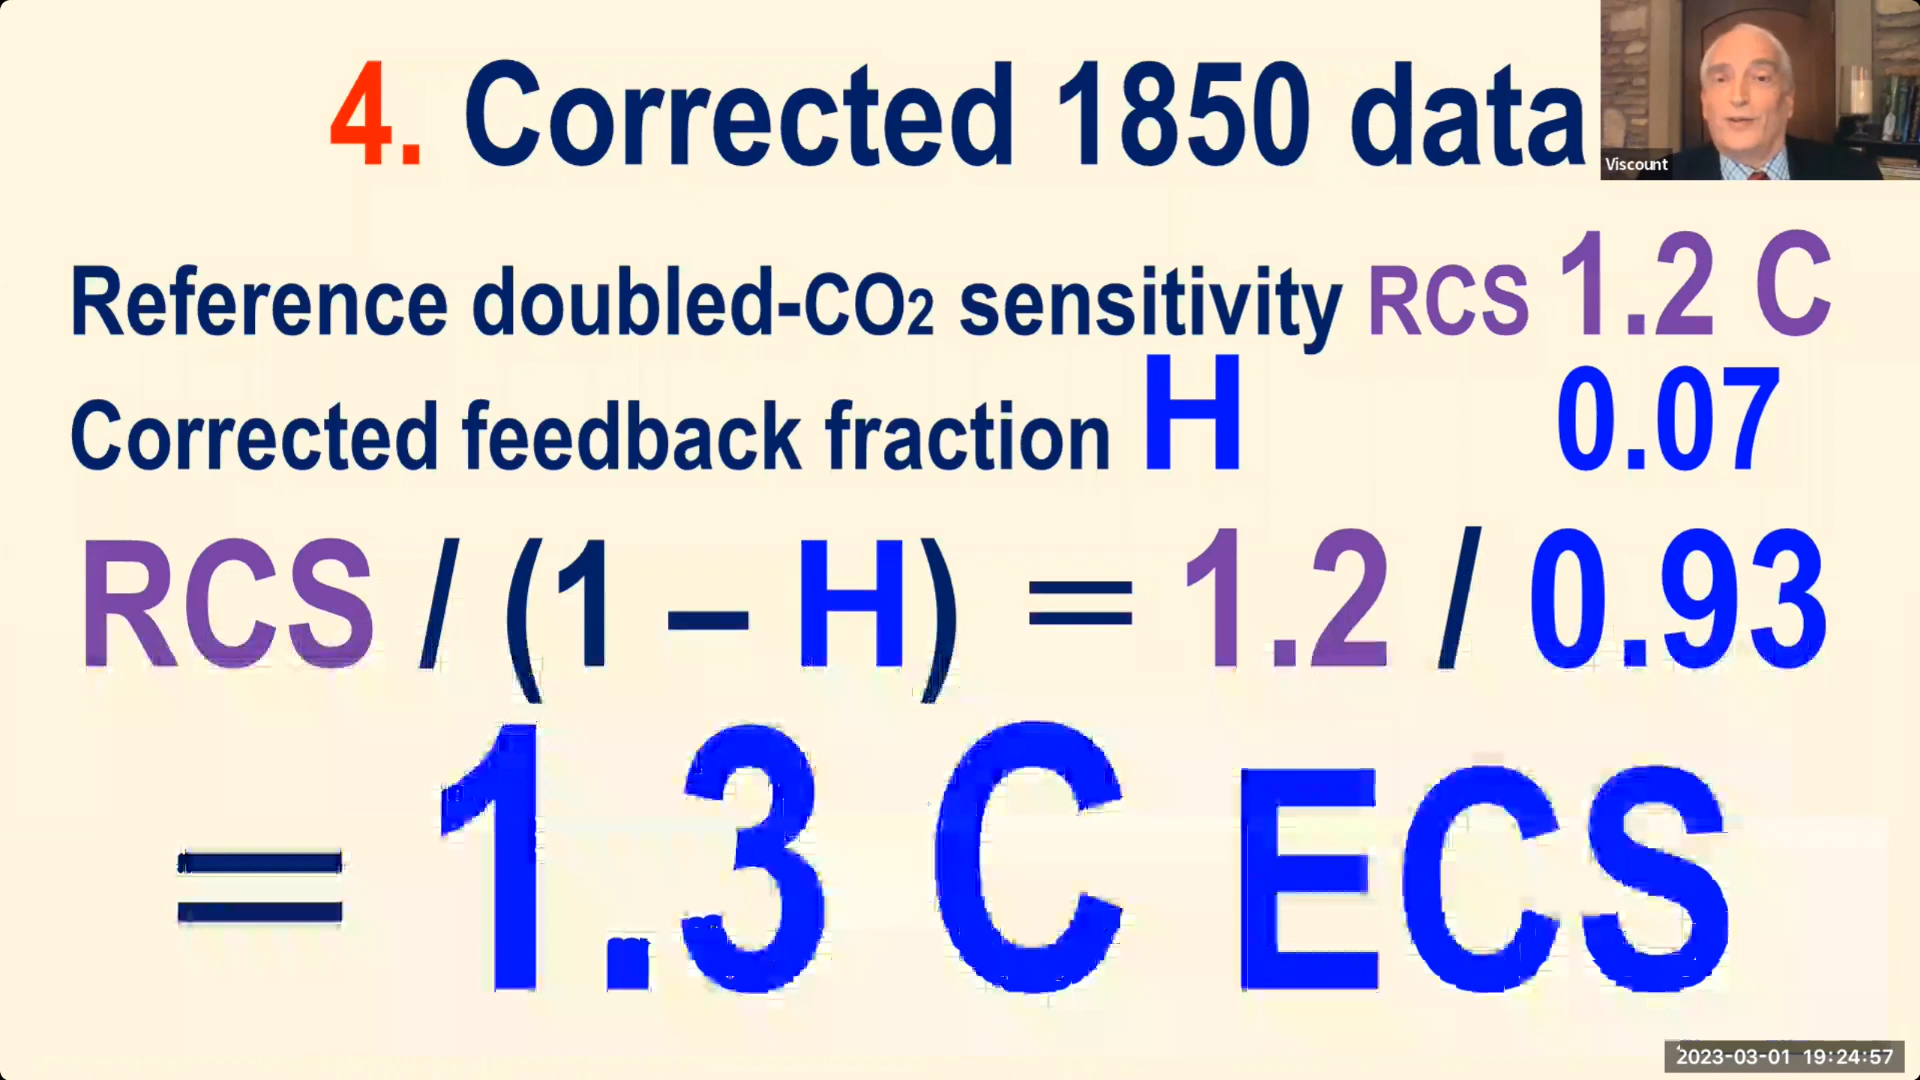 4. Corrected 1850 data
Viscount
Reference doubled-CO2 sensitivity RCS 1.2 C
Corrected feedback fraction H 0.07
RCS / (1 – H) = 1.2 / 0.93
= 1.3 C ECS
2023-03-01 19:24:57